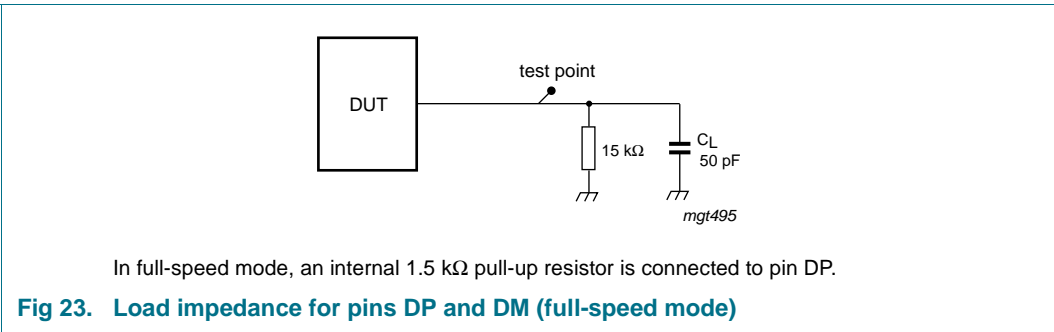 test point
DUT
15 kΩ
CL
50 pF
mgt495
In full-speed mode, an internal 1.5 kΩ pull-up resistor is connected to pin DP.
Fig 23. Load impedance for pins DP and DM (full-speed mode)